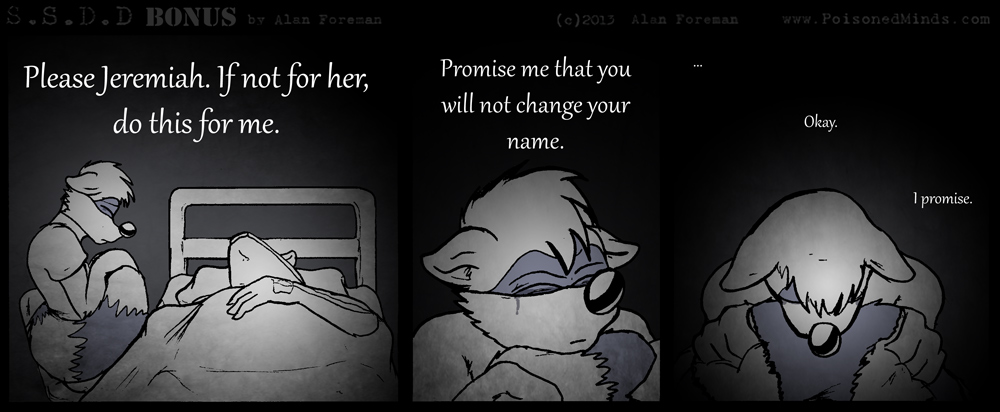 S.S.D.D BONUS by Alan Foreman (c)2013 Alan Foreman www.PoisonedMinds.com
Please Jeremiah. If not for her,
do this for me.
Promise me that you
will not change your
name.
...
Okay.
I promise.